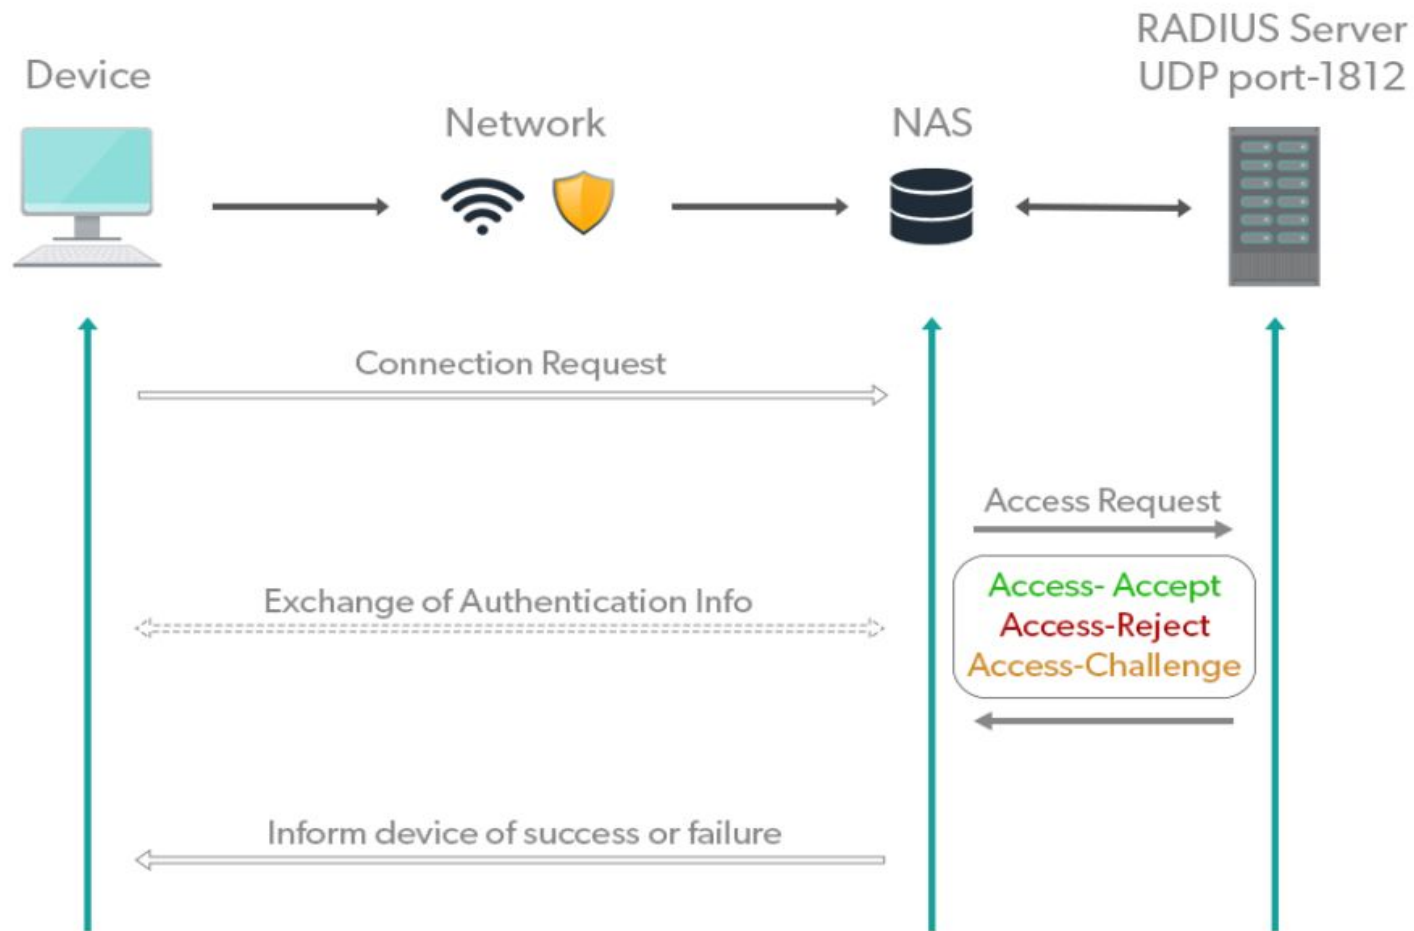 Device
Network
NAS
RADIUS Server
UDP port-1812
Connection Request
Access Request
Access- Accept
Access-Reject
Access-Challenge
Exchange of Authentication Info
Inform device of success or failure